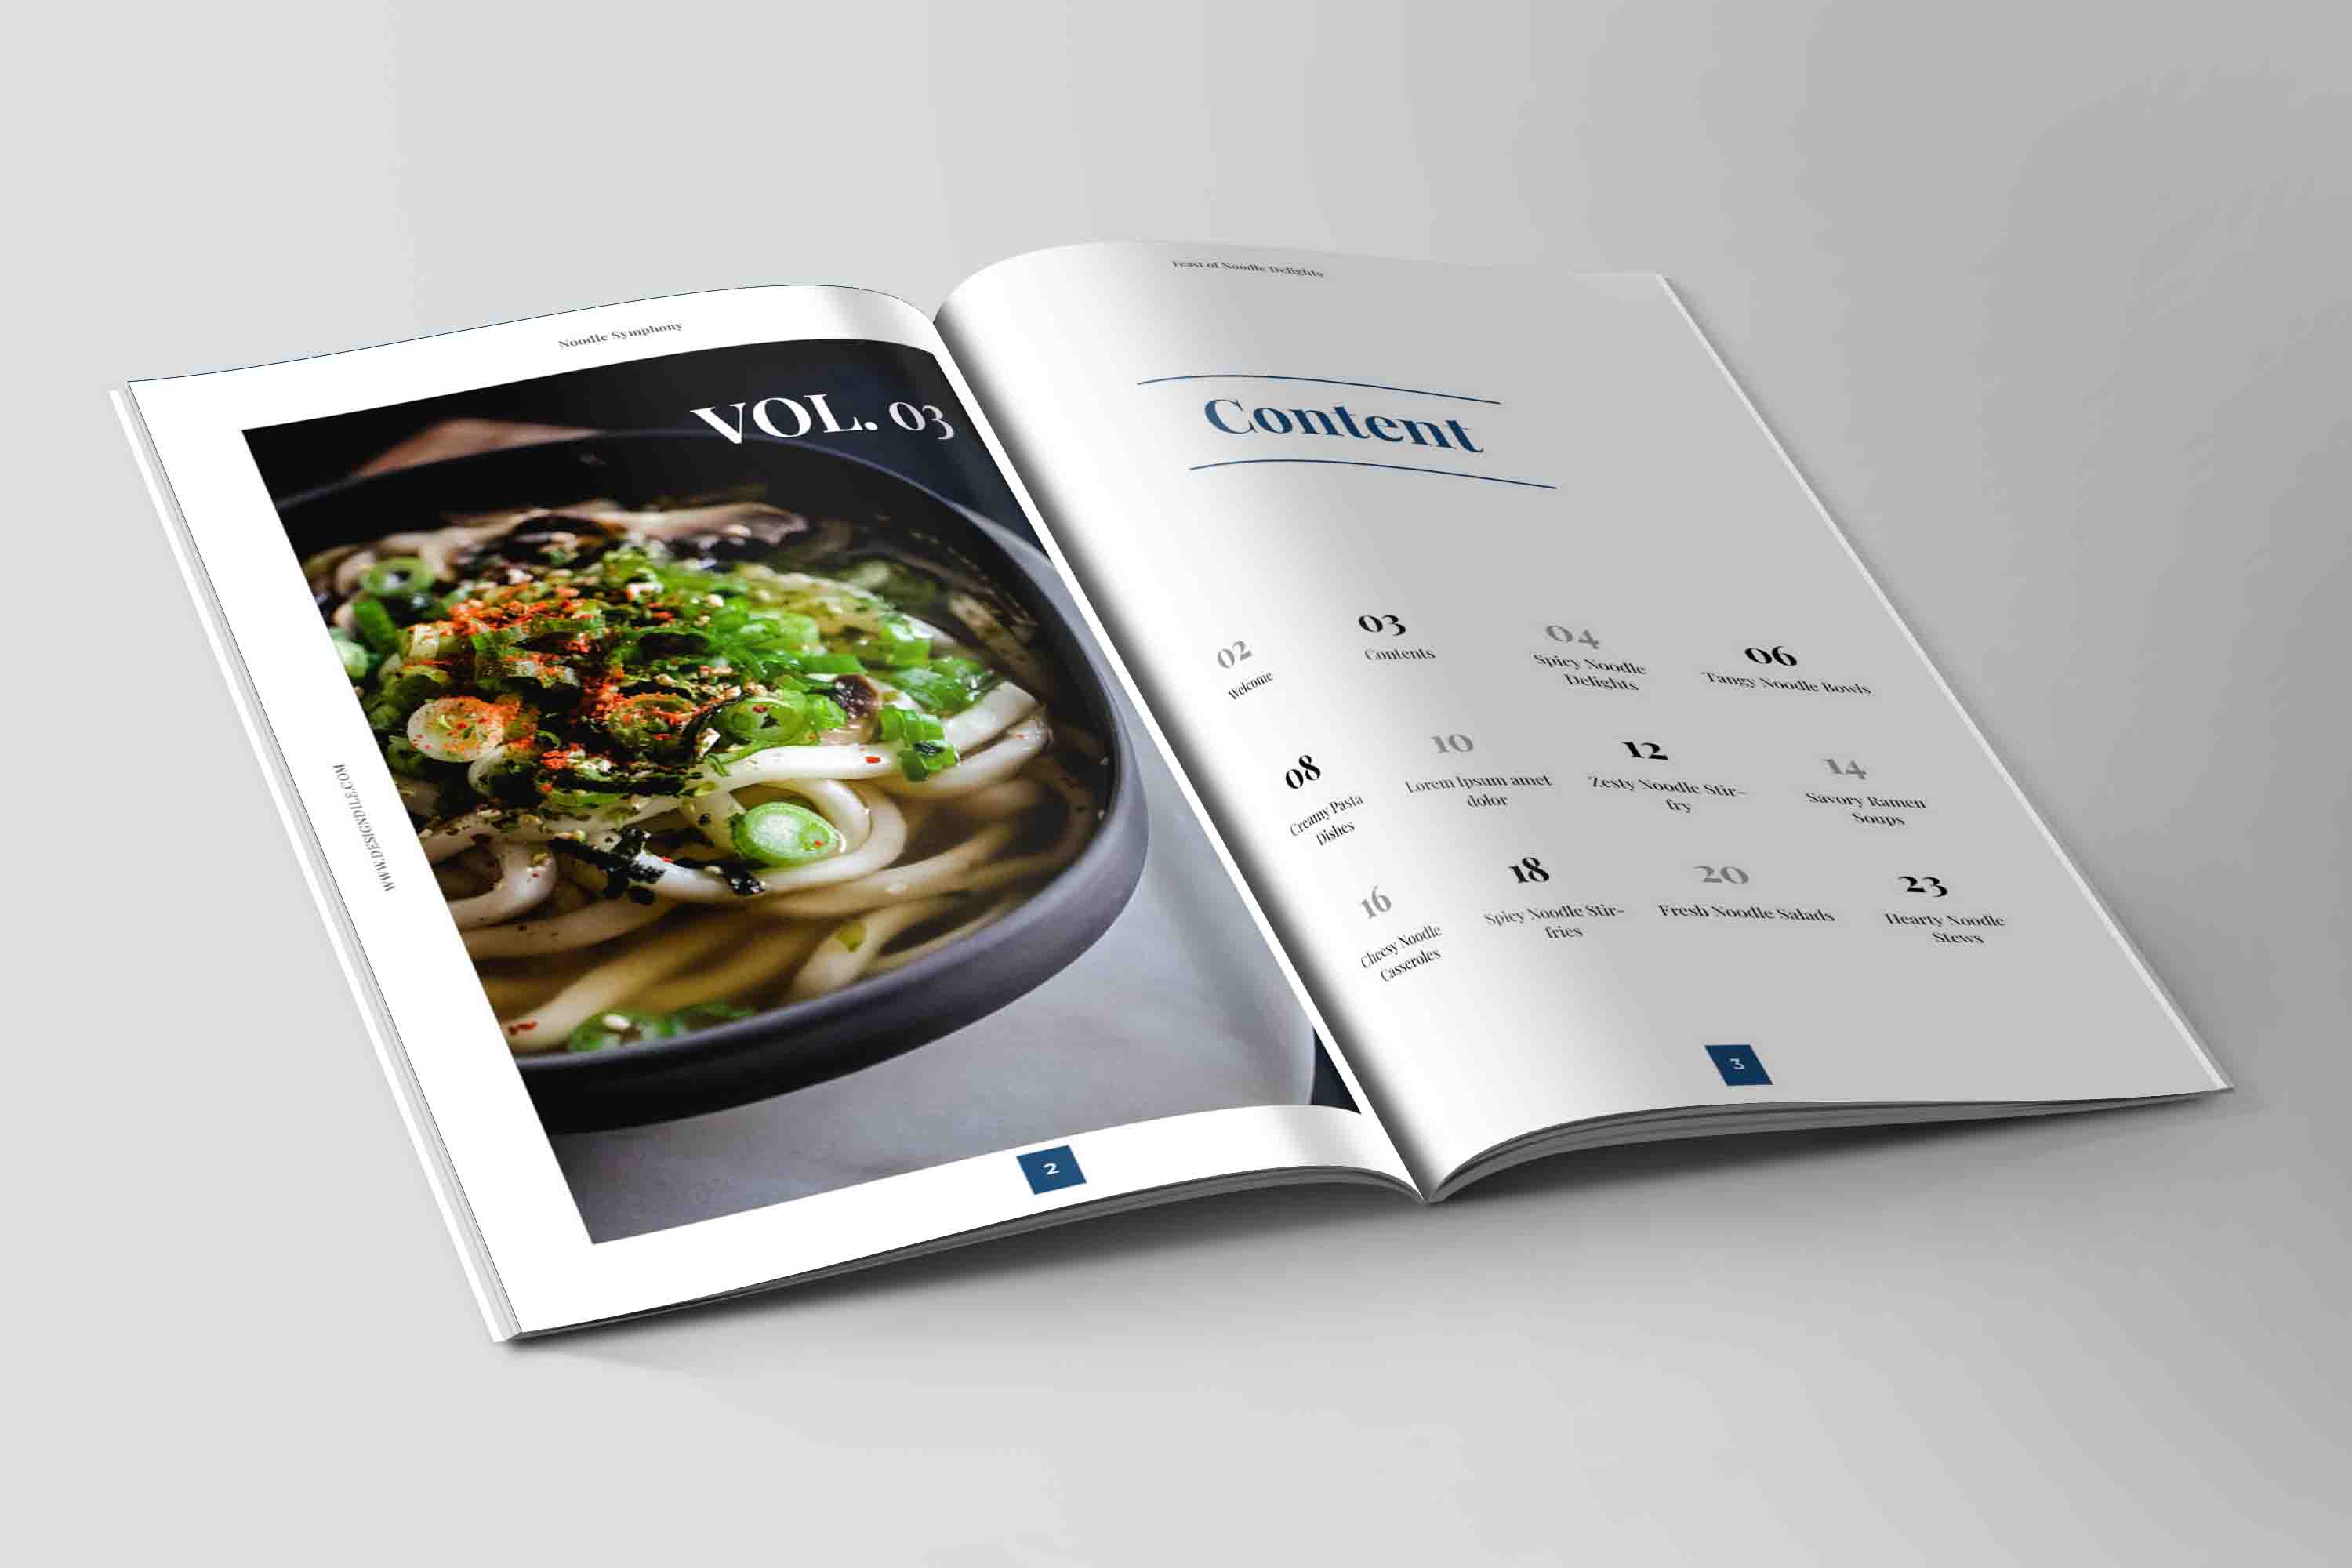 Noodle Symphony
VOL. 03
WWW.DESIGNDILE.COM
2
Feast of Noodle Delights
Content
02
Welcome
03
Contents
04
Spicy Noodle
Delights
06
Tangy Noodle Bowls
08
Creamy Pasta
Dishes
10
Lorem Ipsum amet
dolor
12
Zesty Noodle Stir-
fry
14
Savory Ramen
Soups
16
Cheesy Noodle
Casseroles
18
Spicy Noodle Stir-
fries
20
Fresh Noodle Salads
23
Hearty Noodle
Stews
3